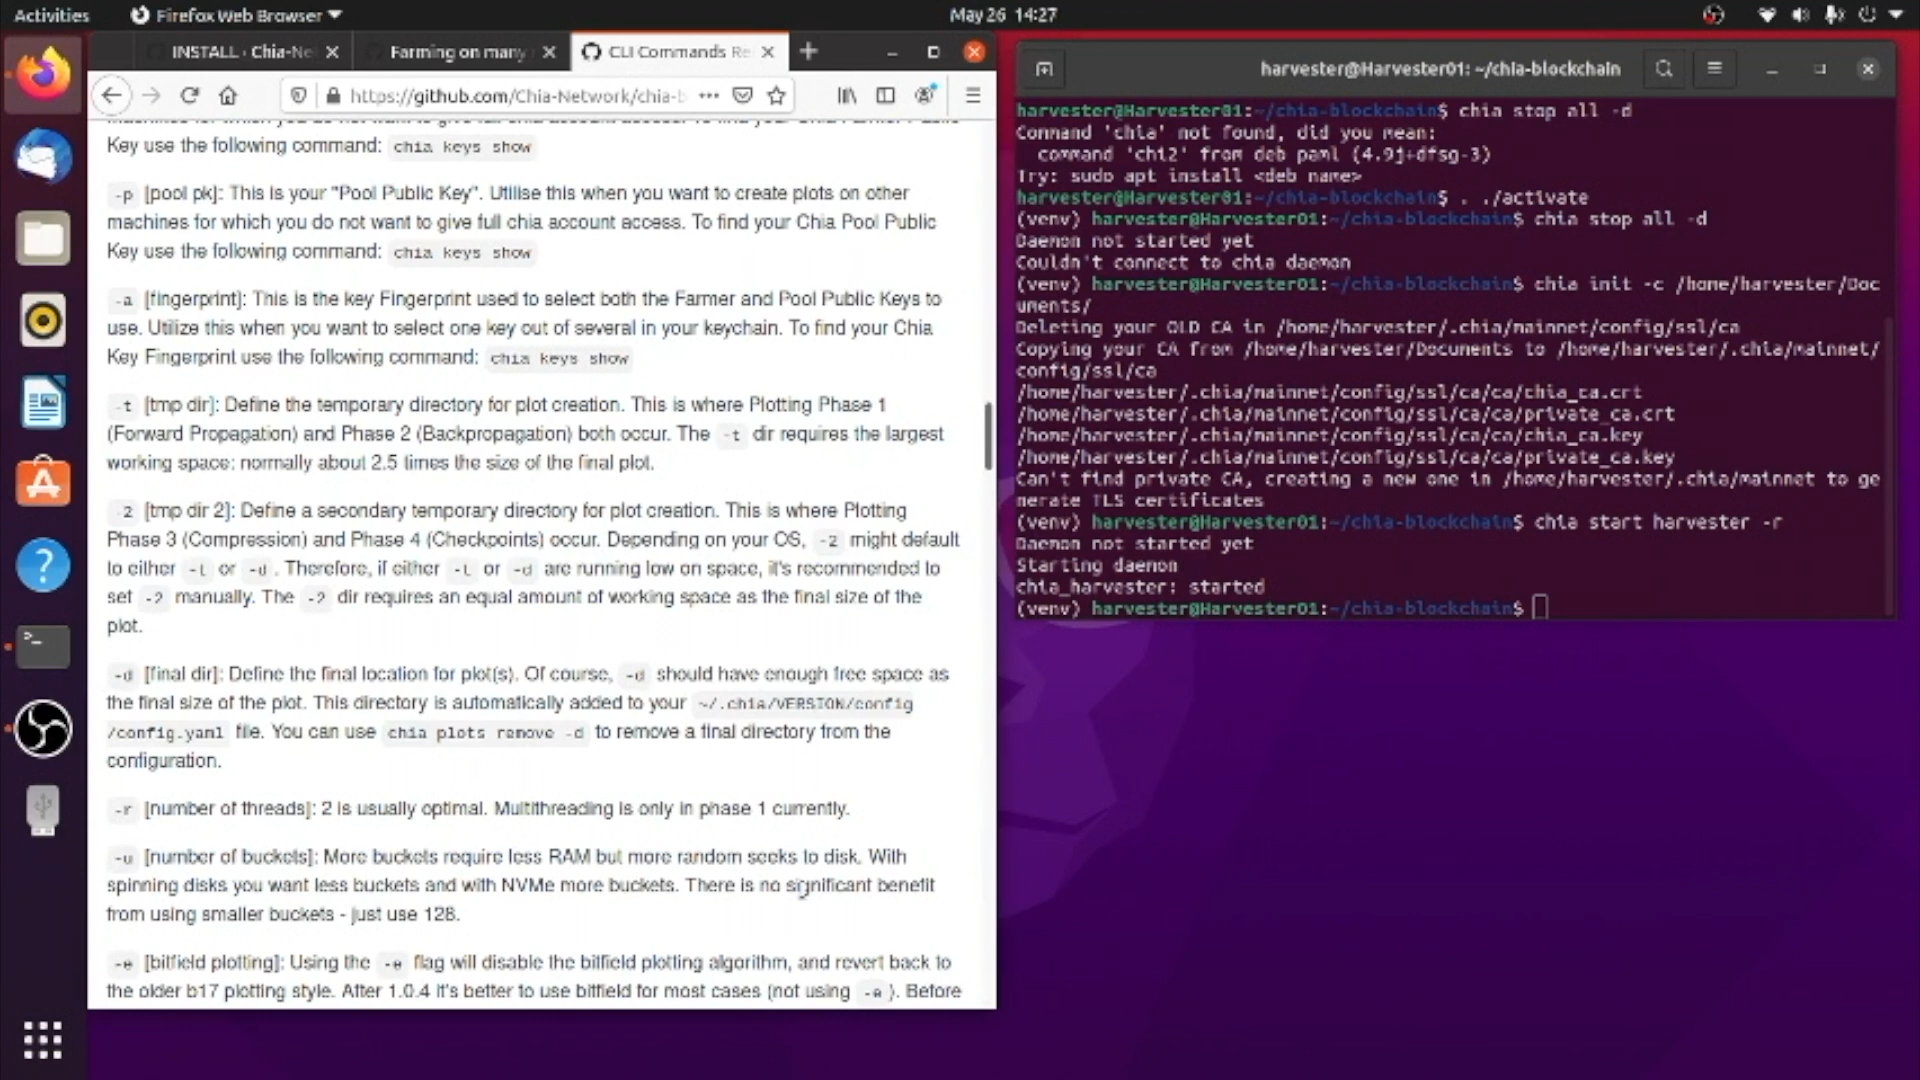 Activities
Firefox Web Browser
May 26 14:27
INSTALL · Chia-Ne
Farming on many
CLI Commands Re
https://github.com/Chia-Network/chia-b
Key use the following command: chia keys show
-p [pool pk]: This is your "Pool Public Key". Utilise this when you want to create plots on other
machines for which you do not want to give full chia account access. To find your Chia Pool Public
Key use the following command: chia keys show
-a [fingerprint]: This is the key Fingerprint used to select both the Farmer and Pool Public Keys to
use. Utilize this when you want to select one key out of several in your keychain. To find your Chia
Key Fingerprint use the following command: chia keys show
-t [tmp dir]: Define the temporary directory for plot creation. This is where Plotting Phase 1
(Forward Propagation) and Phase 2 (Backpropagation) both occur. The -t dir requires the largest
working space: normally about 2.5 times the size of the final plot.
-2 [tmp dir 2]: Define a secondary temporary directory for plot creation. This is where Plotting
Phase 3 (Compression) and Phase 4 (Checkpoints) occur. Depending on your OS, -2 might default
to either -t or -d. Therefore, if either -t or -d are running low on space, it's recommended to
set -2 manually. The -2 dir requires an equal amount of working space as the final size of the
plot.
-d [final dir]: Define the final location for plot(s). Of course, -d should have enough free space as
the final size of the plot. This directory is automatically added to your ~/.chia/VERSION/config
/config.yaml file. You can use chia plots remove -d to remove a final directory from the
configuration.
-r [number of threads]: 2 is usually optimal. Multithreading is only in phase 1 currently.
-u [number of buckets]: More buckets require less RAM but more random seeks to disk. With
spinning disks you want less buckets and with NVMe more buckets. There is no significant benefit
from using smaller buckets - just use 128.
-e [bitfield plotting]: Using the -e flag will disable the bitfield plotting algorithm, and revert back to
the older b17 plotting style. After 1.0.4 it's better to use bitfield for most cases (not using -e). Before
harvester@Harvester01: ~/chia-blockchain
harvester@Harvester01:~/chia-blockchain$ chia stop all -d
Command 'chia' not found, did you mean:
command 'chi2' from deb paml (4.9j+dfsg-3)
Try: sudo apt install <deb name>
harvester@Harvester01:~/chia-blockchain$ . ./activate
(venv) harvester@Harvester01:~/chia-blockchain$ chia stop all -d
Daemon not started yet
Couldn't connect to chia daemon
(venv) harvester@Harvester01:~/chia-blockchain$ chia init -c /home/harvester/Doc
uments/
Deleting your OLD CA in /home/harvester/.chia/mainnet/config/ssl/ca
Copying your CA from /home/harvester/Documents to /home/harvester/.chia/mainnet/
config/ssl/ca
/home/harvester/.chia/mainnet/config/ssl/ca/ca/chia_ca.crt
/home/harvester/.chia/mainnet/config/ssl/ca/ca/private_ca.crt
/home/harvester/.chia/mainnet/config/ssl/ca/ca/chia_ca.key
/home/harvester/.chia/mainnet/config/ssl/ca/ca/private_ca.key
Can't find private CA, creating a new one in /home/harvester/.chia/mainnet to ge
nerate TLS certificates
(venv) harvester@Harvester01:~/chia-blockchain$ chia start harvester -r
Daemon not started yet
Starting daemon
chia_harvester: started
(venv) harvester@Harvester01:~/chia-blockchain$